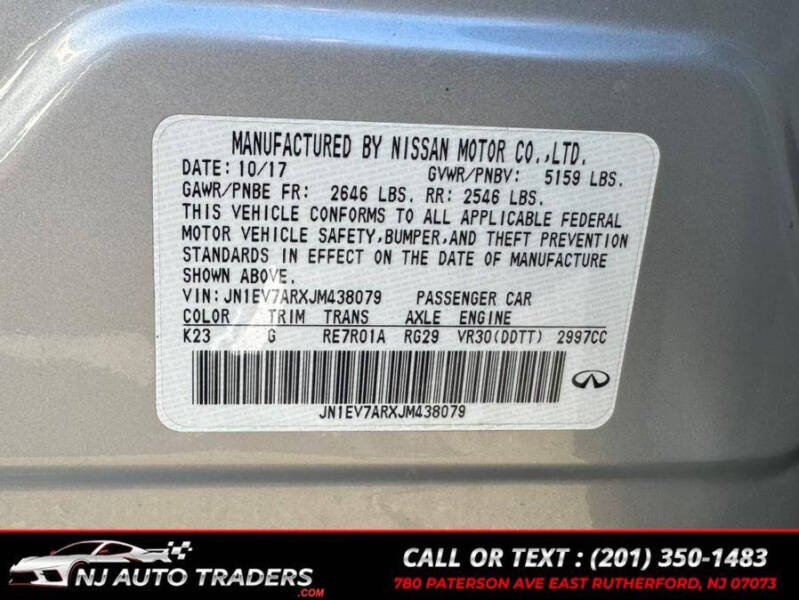 MANUFACTURED BY NISSAN MOTOR CO.,LTD.
DATE: 10/17 GVWR/PNBV: 5159 LBS.
GAWR/PNBE FR: 2646 LBS. RR: 2546 LBS.
THIS VEHICLE CONFORMS TO ALL APPLICABLE FEDERAL
MOTOR VEHICLE SAFETY,BUMPER,AND THEFT PREVENTION
STANDARDS IN EFFECT ON THE DATE OF MANUFACTURE
SHOWN ABOVE.
VIN:JN1EV7ARXJM438079 PASSENGER CAR
COLOR TRIM TRANS AXLE ENGINE
K23 G RE7R01A RG29 VR30(DDTT) 2997CC
JN1EV7ARXJM438079
NJ AUTO TRADERS
.COM
CALL OR TEXT : (201) 350-1483
780 PATERSON AVE EAST RUTHERFORD, NJ 07073